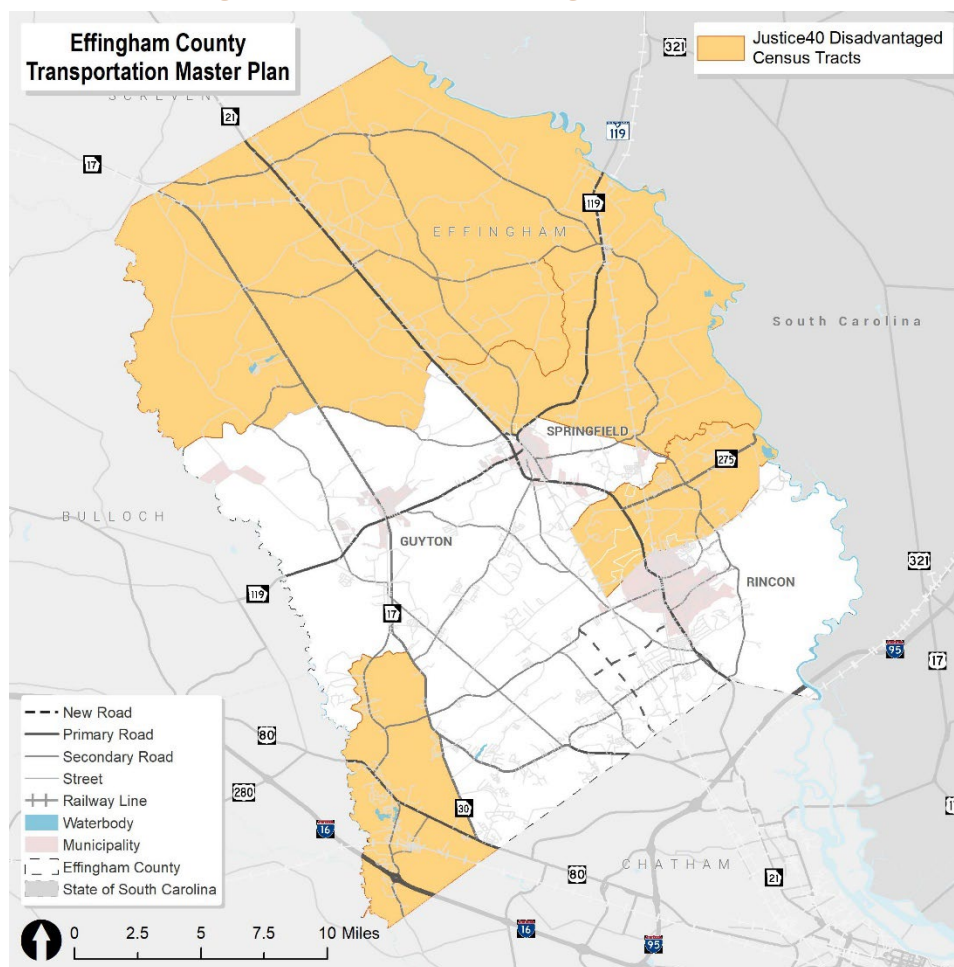 Effingham County
Transportation Master Plan
Justice40 Disadvantaged
Census Tracts
321
SCREVEN
21
119
17
119
EFFINGHAM
South Carolina
SPRINGFIELD
275
BULLOCH
GUYTON
321
RINCON
119
17
95
17
New Road
Primary Road
Secondary Road
Street
Railway Line
Waterbody
Municipality
Effingham County
State of South Carolina
80
280
30
16
CHATHAM
80
21
16
95
0 2.5 5 7.5 10 Miles